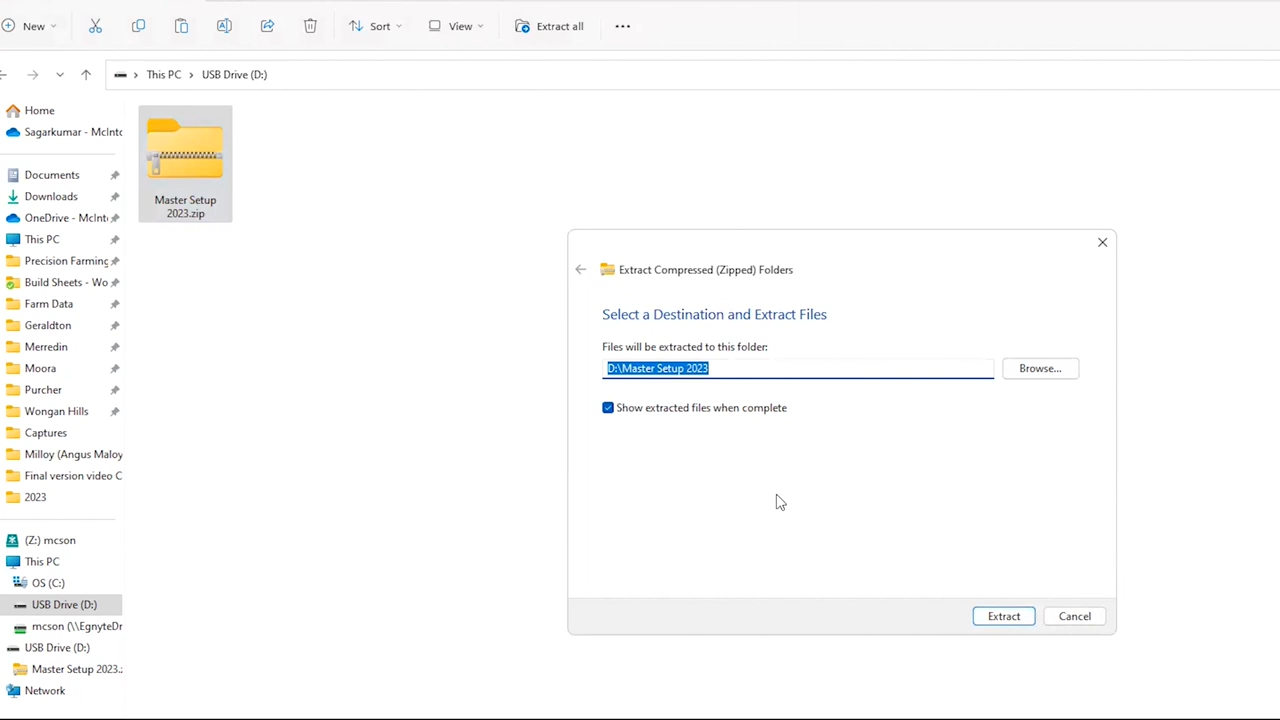 New
Sort
View
Extract all
This PC
USB Drive (D:)
Home
Sagarkumar - McInto
Documents
Downloads
OneDrive - McInto
This PC
Precision Farming
Build Sheets - Wo
Farm Data
Geraldton
Merredin
Moora
Purcher
Wongan Hills
Captures
Milloy (Angus Maloy
Final version video C
2023
(Z:) mcson
This PC
OS (C:)
USB Drive (D:)
mcson (\\EgnyteDr
USB Drive (D:)
Master Setup 2023.z
Network
Master Setup
2023.zip
Extract Compressed (Zipped) Folders
Select a Destination and Extract Files
Files will be extracted to this folder:
D:\Master Setup 2023
Browse...
Show extracted files when complete
Extract
Cancel